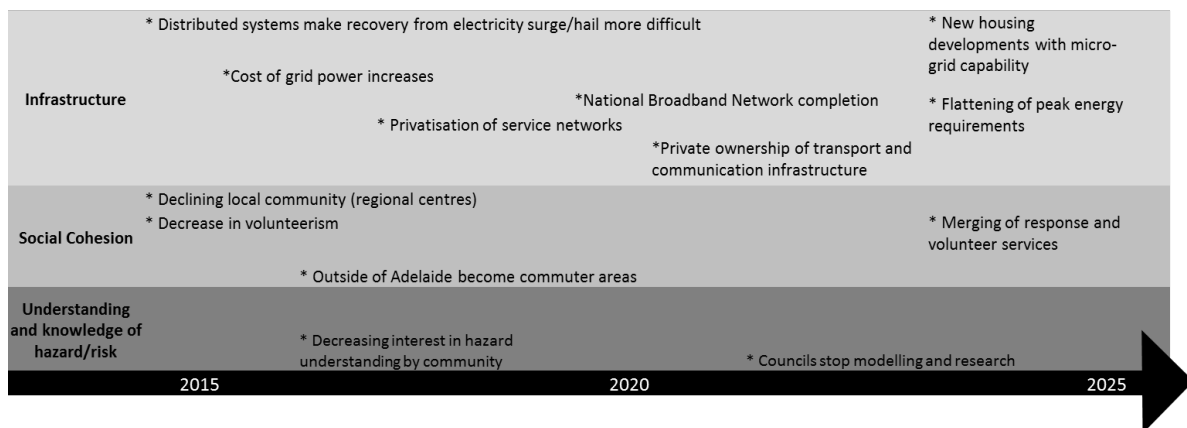 * Distributed systems make recovery from electricity surge/hail more difficult
* New housing
developments with micro-
grid capability
*Cost of grid power increases
Infrastructure
*National Broadband Network completion
* Flattening of peak energy
requirements
* Privatisation of service networks
*Private ownership of transport and
communication infrastructure
* Declining local community (regional centres)
* Decrease in volunteerism
Social Cohesion
* Merging of response and
volunteer services
* Outside of Adelaide become commuter areas
Understanding
and knowledge of
hazard/risk
* Decreasing interest in hazard
understanding by community
* Councils stop modelling and research
2015
2020
2025